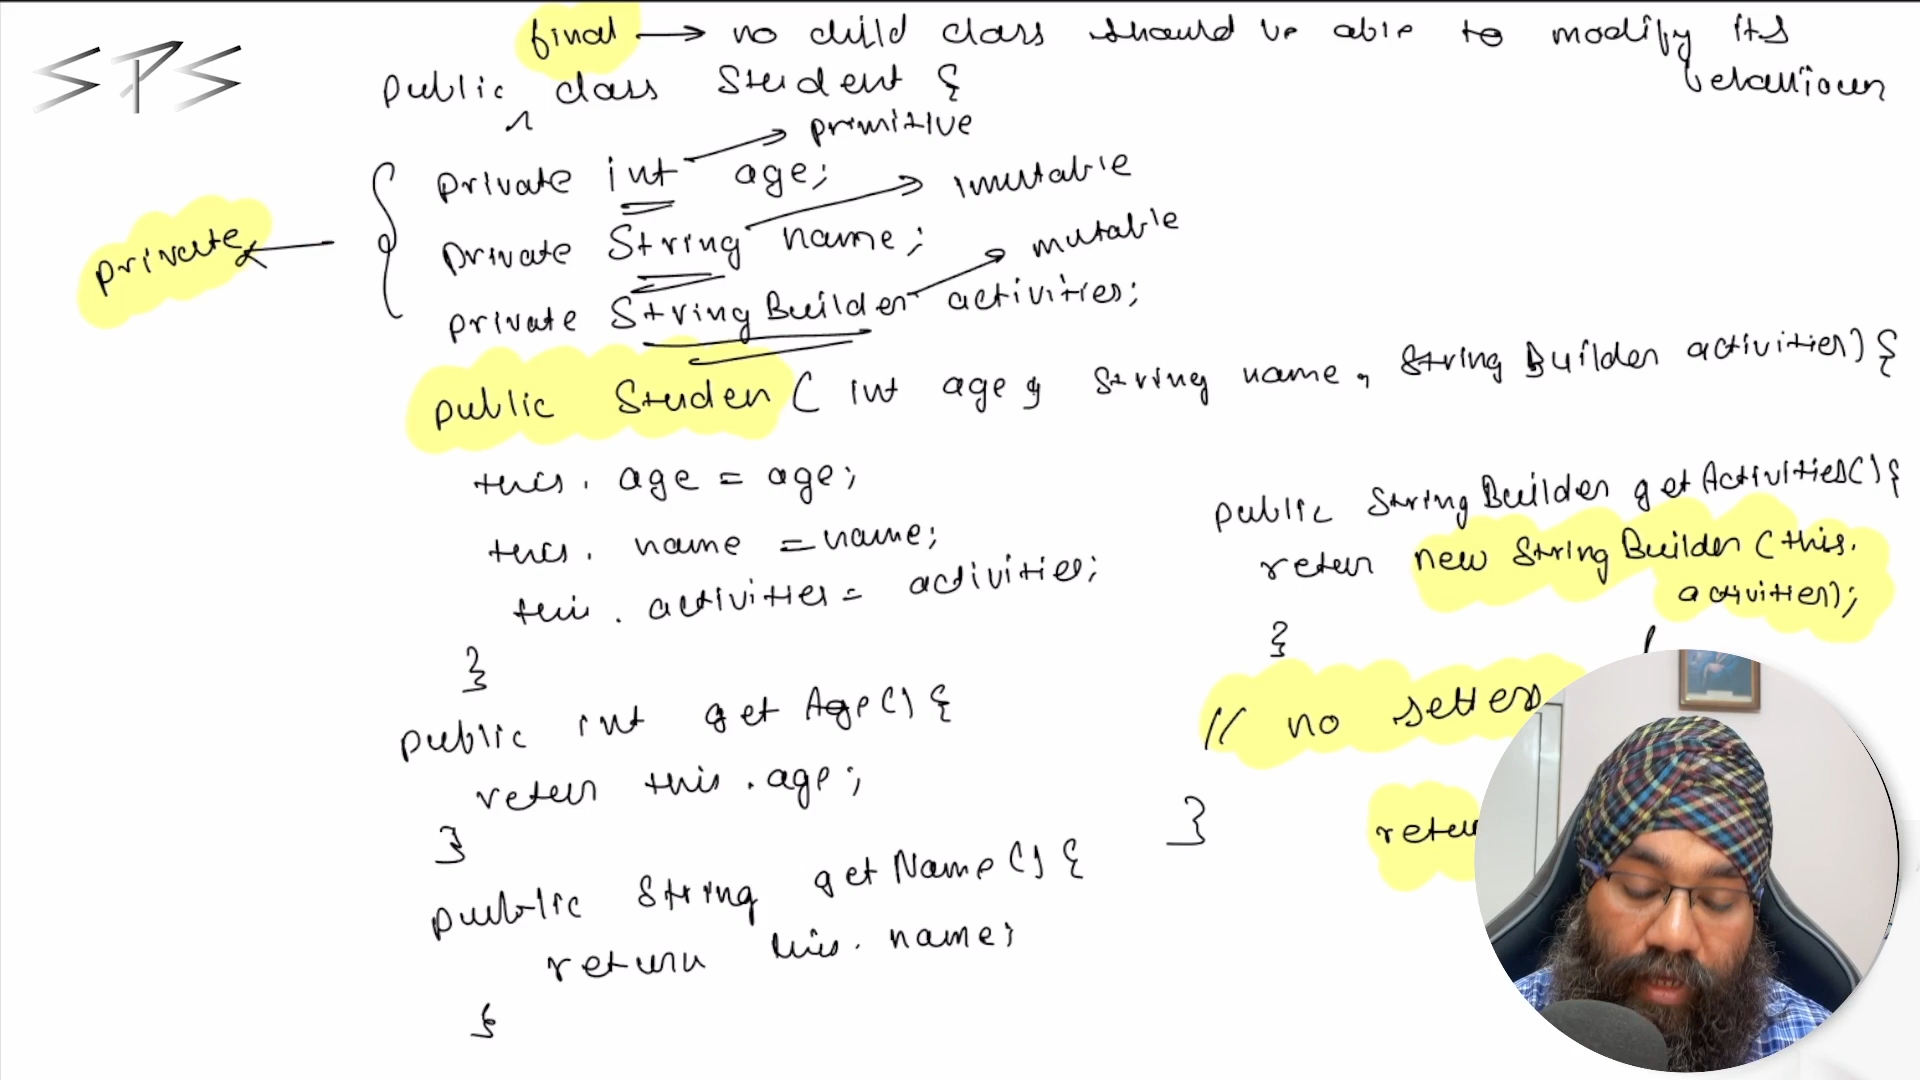 SPS
final → no child class should be able to modify its
behaviour
public class Student {
private int age; → primitive
private String name; → immutable
private StringBuilder activities; → mutable
private
public Studen ( int age, String name, StringBuilder activities) {
this. age = age;
this. name = name;
this. activities = activities;
}
public int getAge() {
return this.age;
}
public String getName() {
return this. name;
}
public StringBuilder getActivities() {
return new StringBuilder (this.
activities);
}
// no setters
}